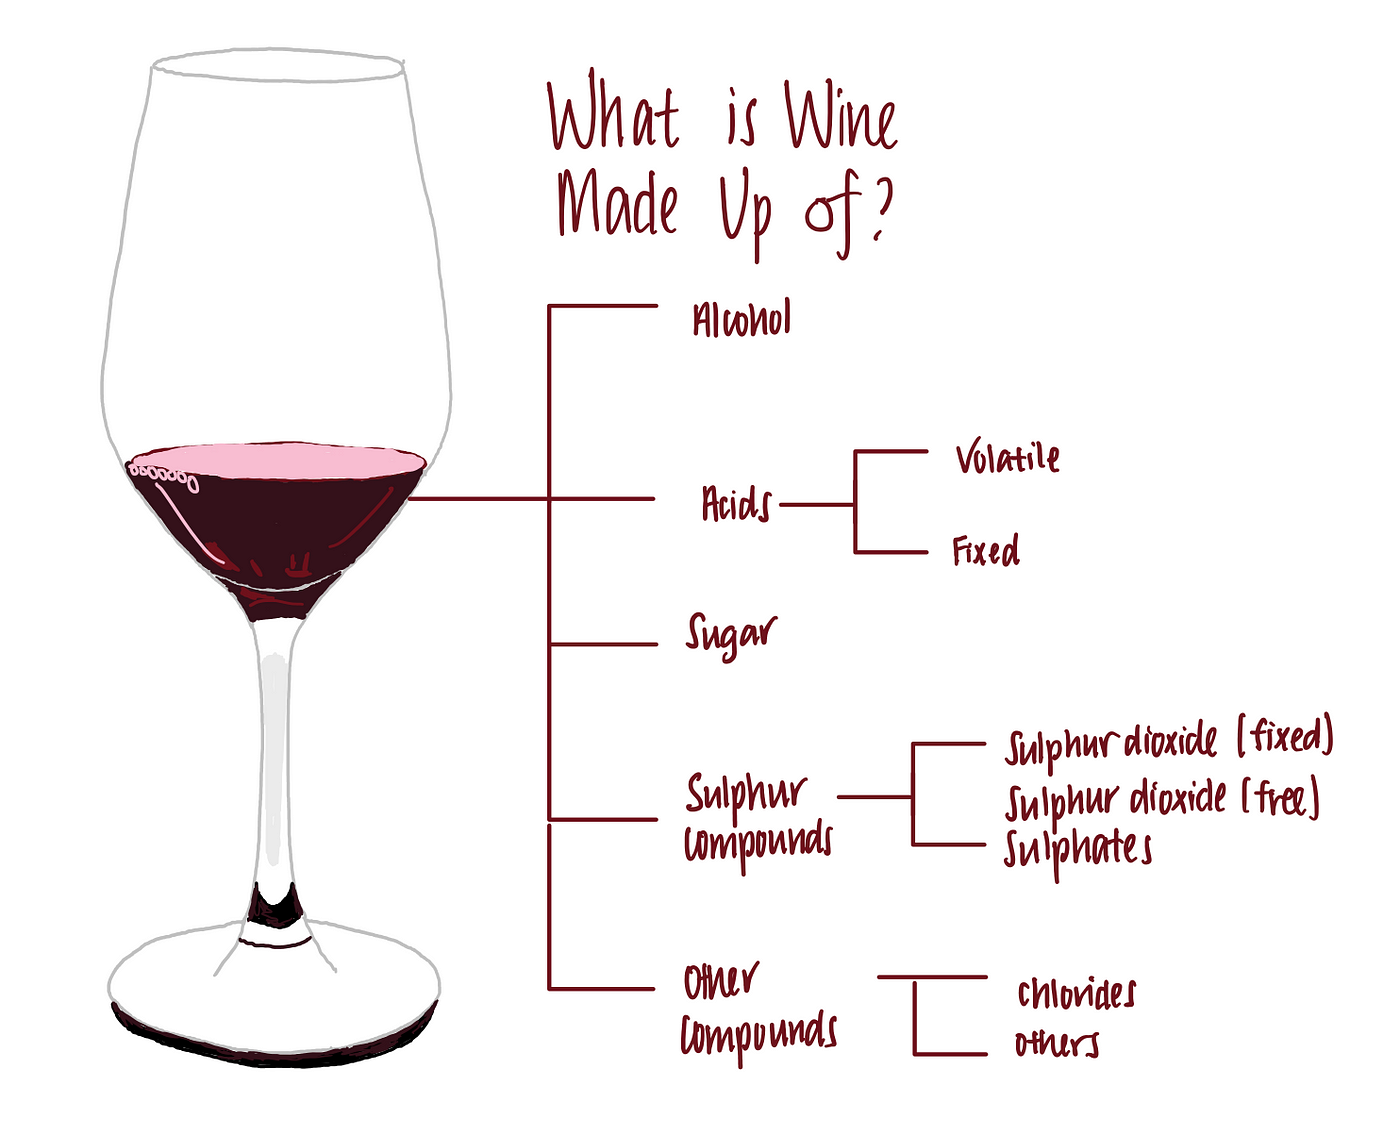 What is Wine
Made Up of?
Alcohol
Acids
Volatile
Fixed
Sugar
Sulphur
compounds
Sulphur dioxide (fixed)
Sulphur dioxide (free)
Sulphates
Other
compounds
chlorides
others